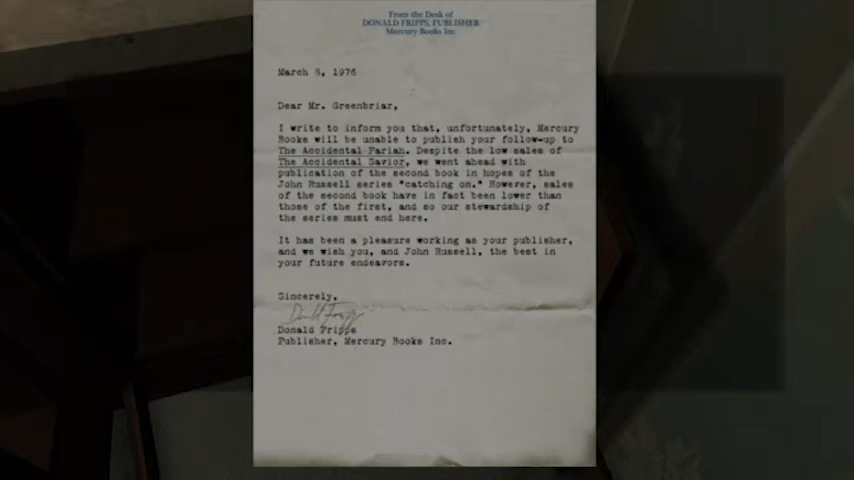 From the Desk of
DONALD FRIPPS, PUBLISHER
Mercury Books Inc
March 8, 1976
Dear Mr. Greenbriar,
I write to inform you that, unfortunately, Mercury
Books will be unable to publish your follow-up to
The Accidental Pariah. Despite the low sales of
The Accidental Savior, we went ahead with
publication of the second book in hopes of the
John Russell series "catching on." However, sales
of the second book have in fact been lower than
those of the first, and so our stewardship of
the series must end here.
It has been a pleasure working as your publisher,
and we wish you, and John Russell, the best in
your future endeavors.
Sincerely,
Donald Fripps
Donald Fripps
Publisher, Mercury Books Inc.